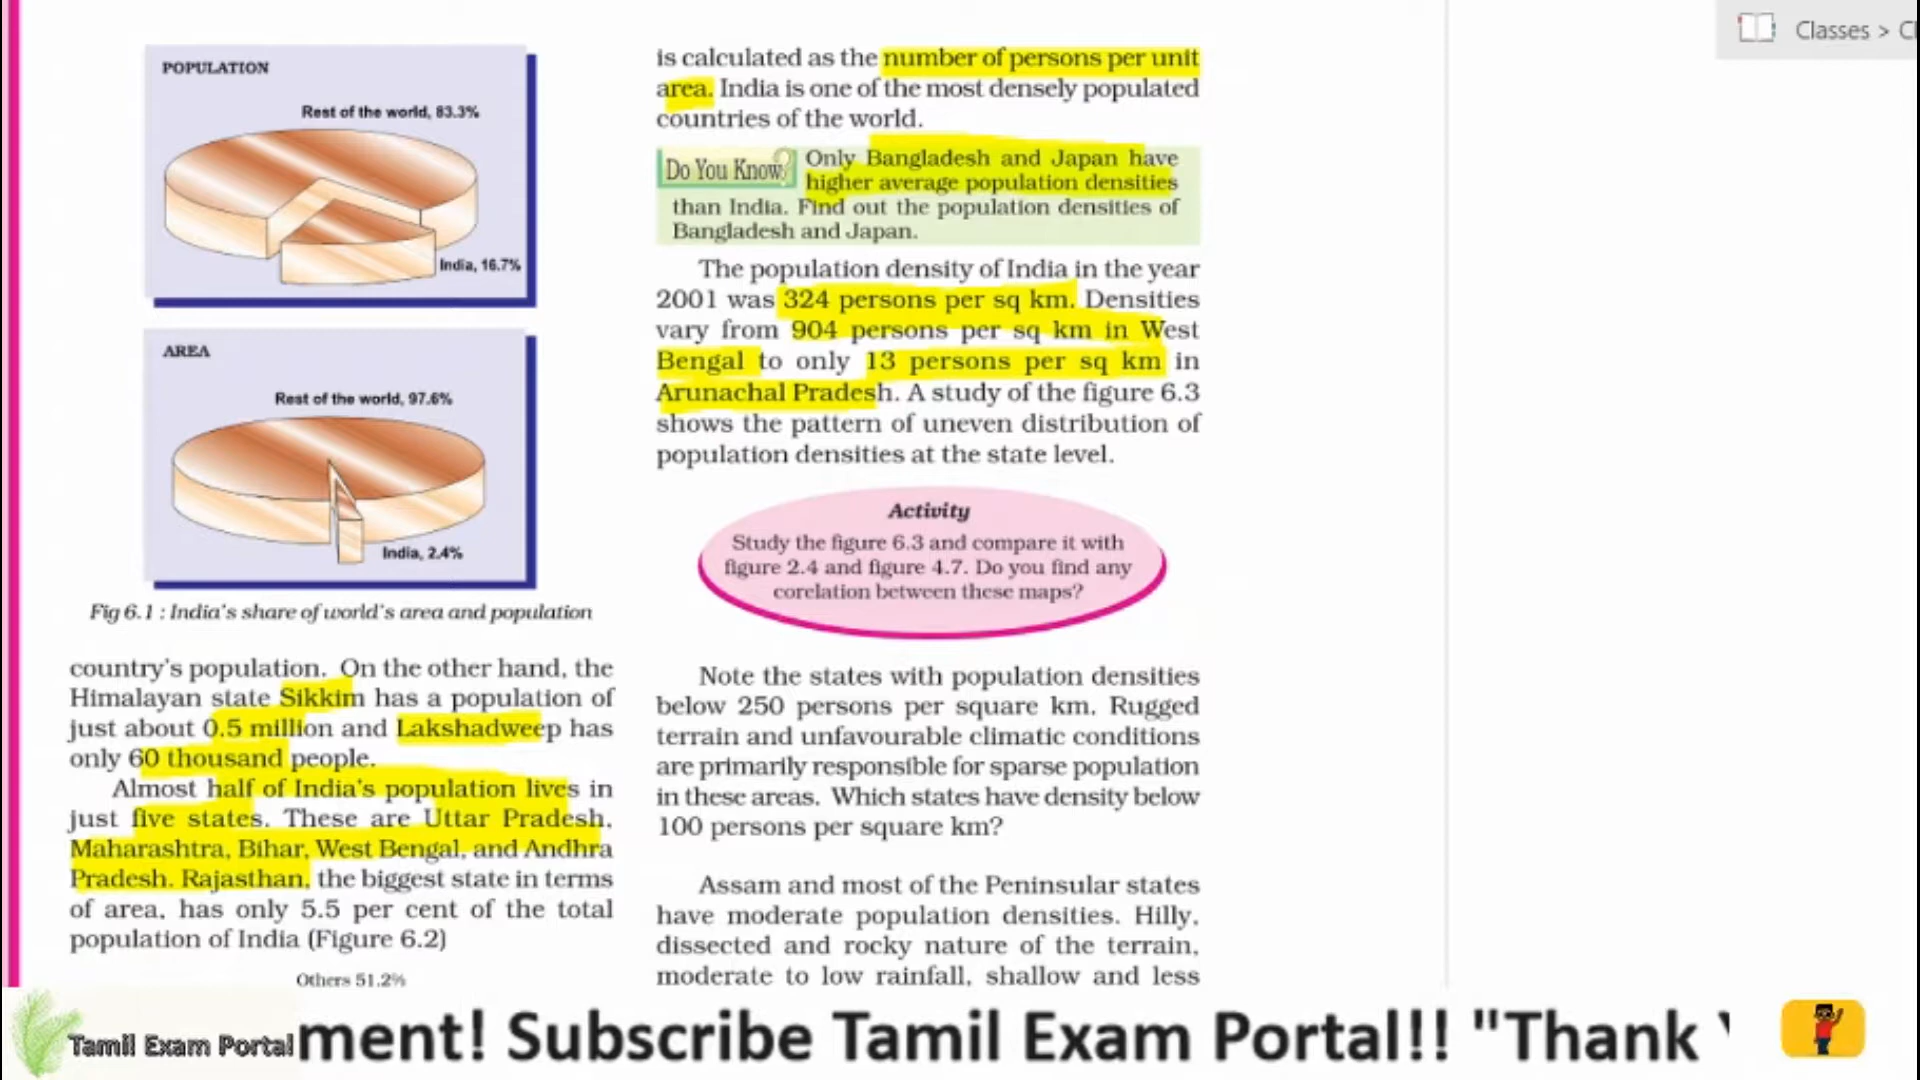 POPULATION
Rest of the world, 83.3%
India, 16.7%
AREA
Rest of the world, 97.6%
India, 2.4%
Fig 6.1 : India's share of world's area and population
country's population. On the other hand, the
Himalayan state Sikkim has a population of
just about 0.5 million and Lakshadweep has
only 60 thousand people.
Almost half of India's population lives in
just five states. These are Uttar Pradesh,
Maharashtra, Bihar, West Bengal, and Andhra
Pradesh. Rajasthan, the biggest state in terms
of area, has only 5.5 per cent of the total
population of India (Figure 6.2)
Others 51.2%
is calculated as the number of persons per unit
area. India is one of the most densely populated
countries of the world.
Do You Know?
Only Bangladesh and Japan have
higher average population densities
than India. Find out the population densities of
Bangladesh and Japan.
The population density of India in the year
2001 was 324 persons per sq km. Densities
vary from 904 persons per sq km in West
Bengal to only 13 persons per sq km in
Arunachal Pradesh. A study of the figure 6.3
shows the pattern of uneven distribution of
population densities at the state level.
Activity
Study the figure 6.3 and compare it with
figure 2.4 and figure 4.7. Do you find any
corelation between these maps?
Note the states with population densities
below 250 persons per square km. Rugged
terrain and unfavourable climatic conditions
are primarily responsible for sparse population
in these areas. Which states have density below
100 persons per square km?
Assam and most of the Peninsular states
have moderate population densities. Hilly,
dissected and rocky nature of the terrain,
moderate to low rainfall, shallow and less
Classes > Cl
Tamil Exam Portal
ment! Subscribe Tamil Exam Portal!! "Thank